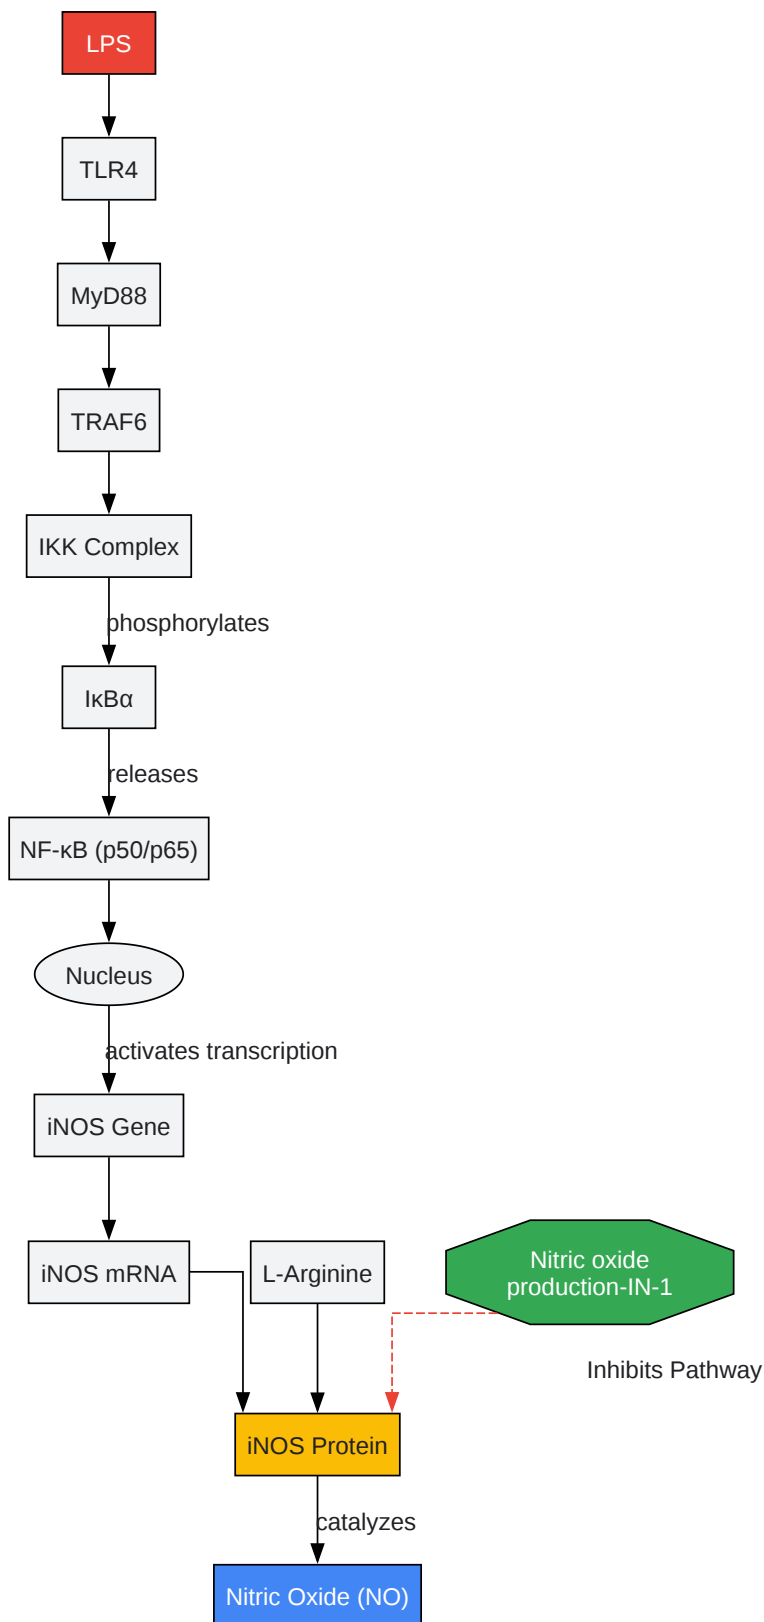 LPS
TLR4
MyD88
TRAF6
IKK Complex
phosphorylates
IκBα
releases
NF-κB (p50/p65)
Nucleus
activates transcription
iNOS Gene
iNOS mRNA
L-Arginine
Nitric oxide
production-IN-1
Inhibits Pathway
iNOS Protein
catalyzes
Nitric Oxide (NO)